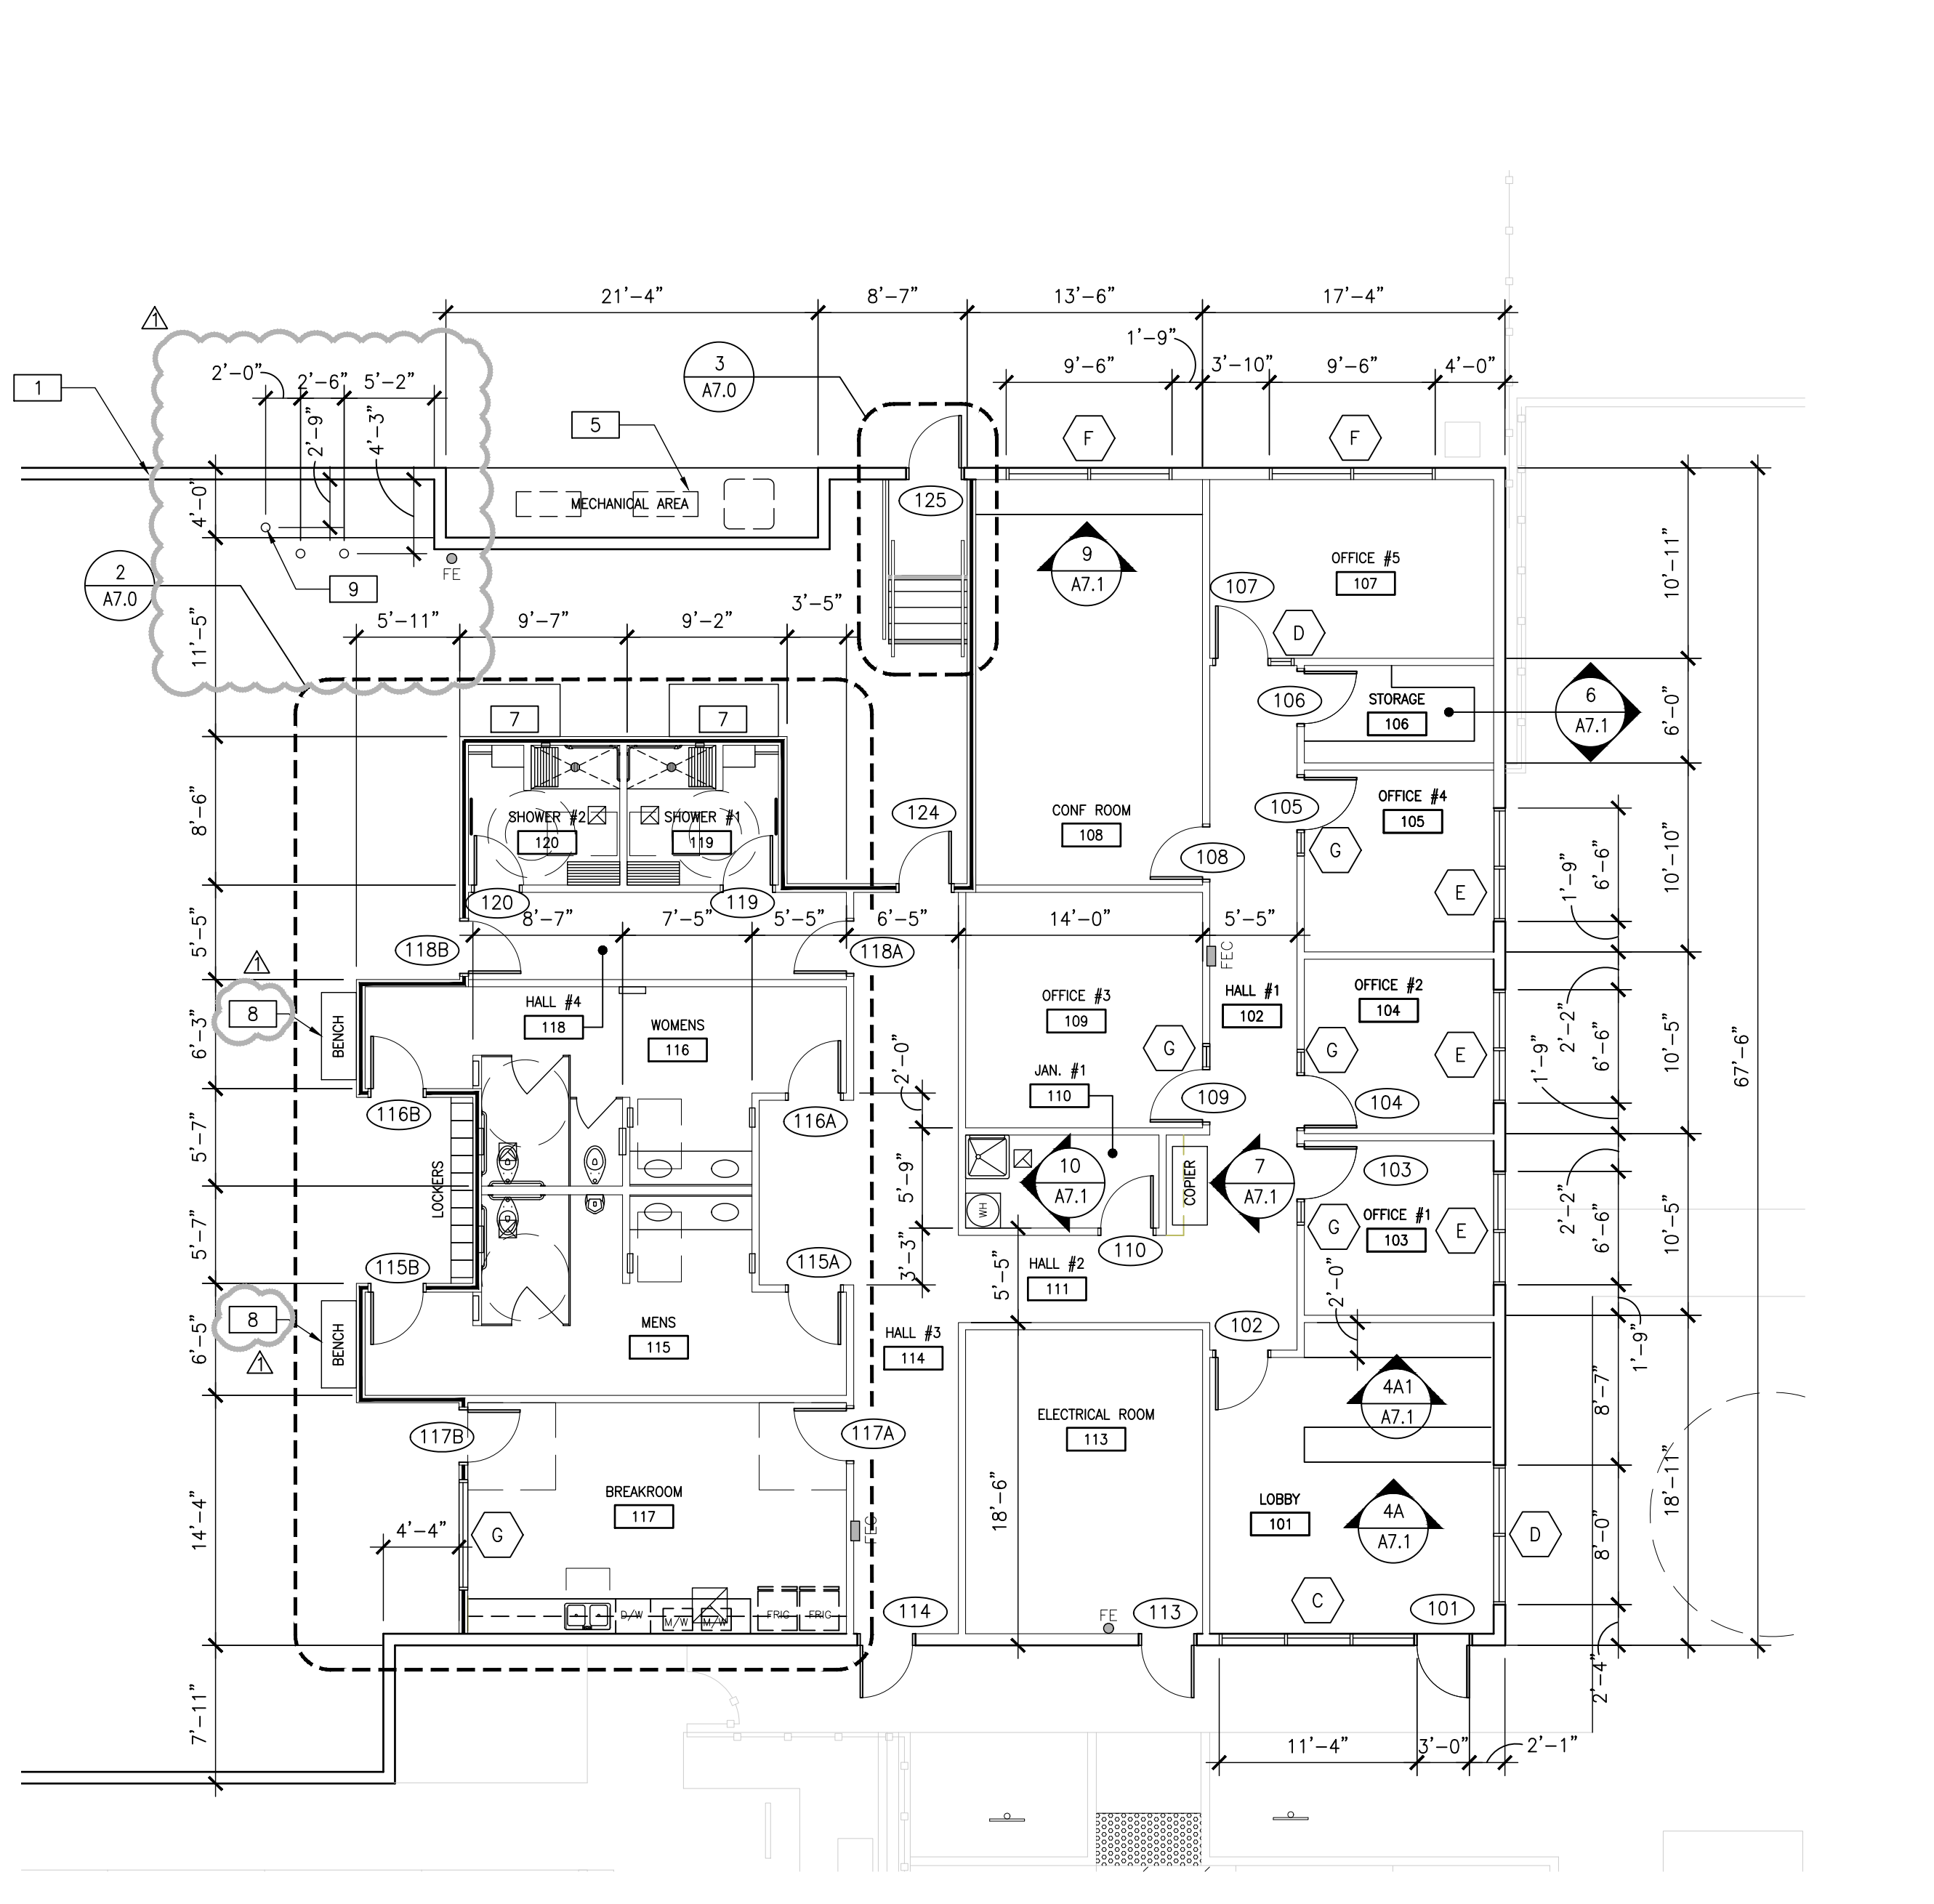 21'-4"
8'-7"
13'-6"
17'-4"
1
1'-9"
3
A7.0
9'-6"
3'-10"
9'-6"
4'-0"
2'-0"
2'-6"
5'-2"
1
2'-9"
4'-3"
5
F
F
4'-0"
MECHANICAL AREA
125
9
A7.1
OFFICE #5
107
107
10'-11"
FE
2
A7.0
9
3'-5"
11'-5"
5'-11"
9'-7"
9'-2"
D
7
7
106
STORAGE
106
6
A7.1
6'-0"
8'-6"
SHOWER #2
120
SHOWER #1
119
124
CONF ROOM
108
105
OFFICE #4
105
G
108
E
6'-6"
10'-10"
1'-9"
120
119
8'-7"
7'-5"
5'-5"
6'-5"
14'-0"
5'-5"
5'-5"
118B
118A
FEC
1
8
BENCH
HALL #4
118
WOMENS
116
OFFICE #3
109
HALL #1
102
OFFICE #2
104
G
G
E
2'-2"
6'-6"
10'-5"
1'-9"
67'-6"
6'-3"
2'-0"
JAN. #1
110
109
104
116B
116A
5'-7"
LOCKERS
5'-9"
10
A7.1
WH
COPIER
7
A7.1
103
OFFICE #1
103
G
E
2'-2"
6'-6"
10'-5"
5'-7"
115B
115A
3'-3"
5'-5"
HALL #2
111
110
2'-0"
8
1
BENCH
6'-5"
MENS
115
HALL #3
114
102
1'-9"
4A1
A7.1
8'-7"
117B
117A
ELECTRICAL ROOM
113
18'-6"
18'-11"
BREAKROOM
117
G
FEC
LOBBY
101
4A
A7.1
D
8'-0"
14'-4"
4'-4"
D/W
M/W
M/W
FRIG
FRIG
114
FE
113
C
101
2'-4"
7'-11"
11'-4"
3'-0"
2'-1"